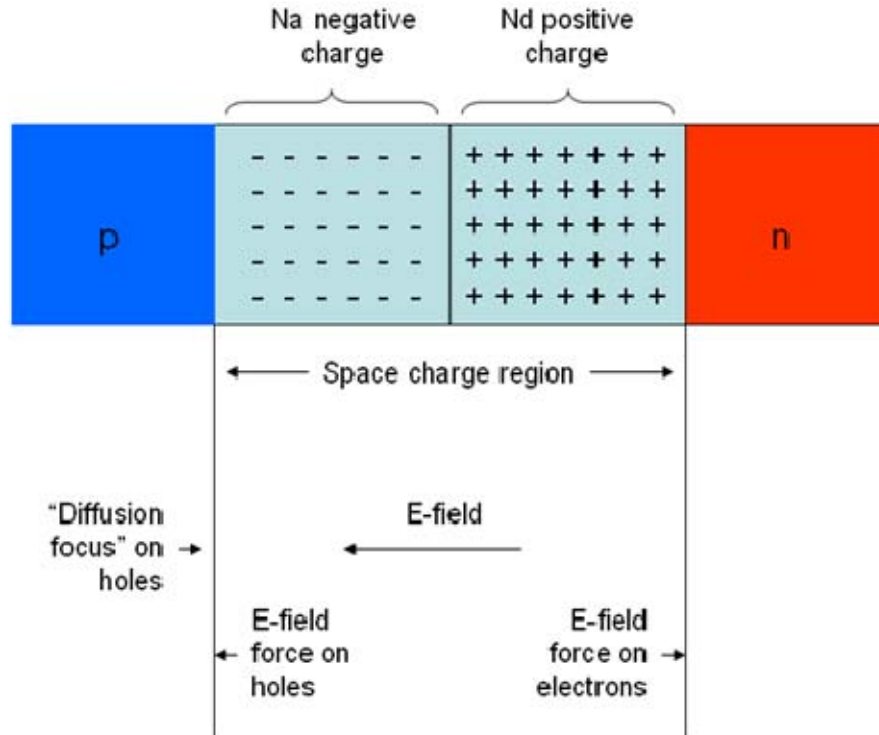 Na negative
charge
Nd positive
charge
- - - - - -
+ + + + + + +
- - - - - -
+ + + + + + +
- - - - - -
+ + + + + + +
- - - - - -
+ + + + + + +
- - - - - -
+ + + + + + +
p
n
Space charge region
“Diffusion
focus” on
holes
E-field
E-field
force on
holes
E-field
force on
electrons